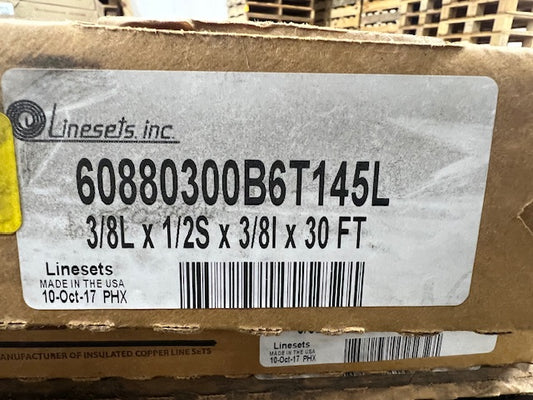 Linesets, inc.
60880300B6T145L
3/8L x 1/2S x 3/8I x 30 FT
Linesets
MADE IN THE USA
10-Oct-17 PHX
MANUFACTURER OF INSULATED COPPER LINE SETS
Linesets
MADE IN THE USA
10-Oct-17 PHX